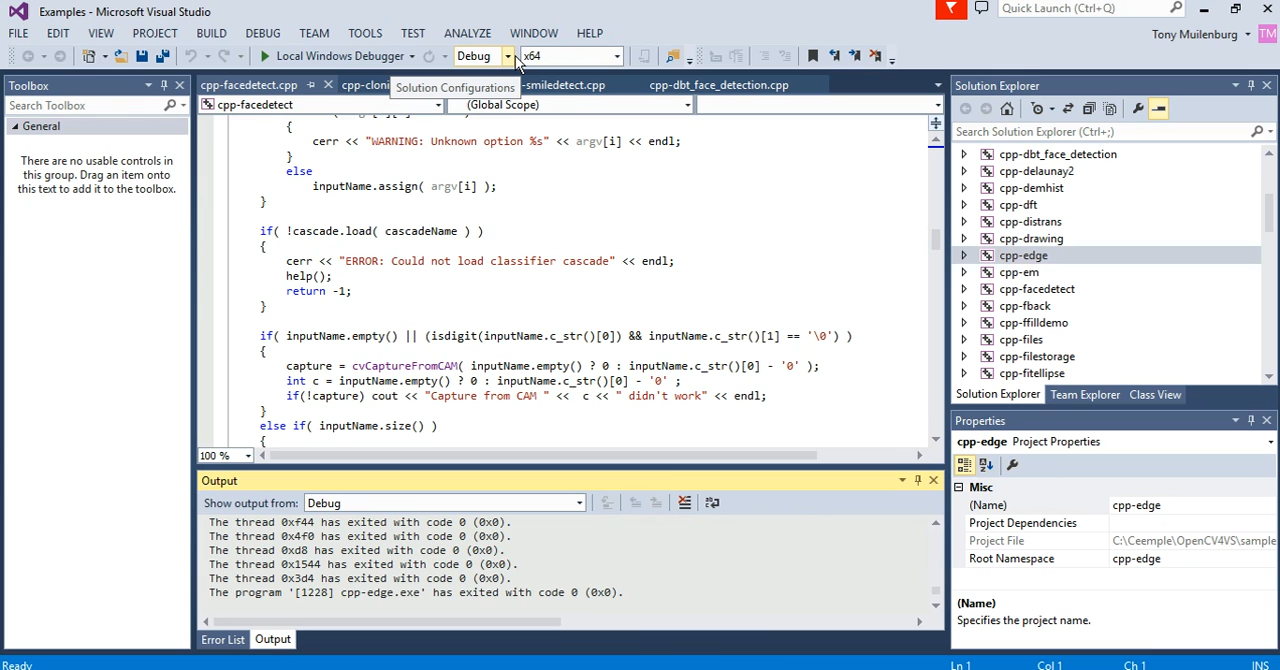 Examples - Microsoft Visual Studio
Quick Launch (Ctrl+Q)
FILE EDIT VIEW PROJECT BUILD DEBUG TEAM TOOLS TEST ANALYZE WINDOW HELP
Tony Muilenburg
TM
Local Windows Debugger
Debug
x64
Solution Configurations
Toolbox
Search Toolbox
General
There are no usable controls in
this group. Drag an item onto
this text to add it to the toolbox.
cpp-facedetect.cpp
cpp-cloni
-smiledetect.cpp
cpp-dbt_face_detection.cpp
cpp-facedetect
(Global Scope)
{
cerr << "WARNING: Unknown option %s" << argv[i] << endl;
}
else
inputName.assign( argv[i] );
}
if( !cascade.load( cascadeName ) )
{
cerr << "ERROR: Could not load classifier cascade" << endl;
help();
return -1;
}
if( inputName.empty() || (isdigit(inputName.c_str()[0]) && inputName.c_str()[1] == '\0') )
{
capture = cvCaptureFromCAM( inputName.empty() ? 0 : inputName.c_str()[0] - '0' );
int c = inputName.empty() ? 0 : inputName.c_str()[0] - '0' ;
if(!capture) cout << "Capture from CAM " << c << " didn't work" << endl;
}
else if( inputName.size() )
{
100 %
Output
Show output from: Debug
The thread 0xf44 has exited with code 0 (0x0).
The thread 0x4f0 has exited with code 0 (0x0).
The thread 0xd8 has exited with code 0 (0x0).
The thread 0x1544 has exited with code 0 (0x0).
The thread 0x3d4 has exited with code 0 (0x0).
The program '[1228] cpp-edge.exe' has exited with code 0 (0x0).
Error List Output
Solution Explorer
Search Solution Explorer (Ctrl+;)
cpp-dbt_face_detection
cpp-delaunay2
cpp-demhist
cpp-dft
cpp-distrans
cpp-drawing
cpp-edge
cpp-em
cpp-facedetect
cpp-fback
cpp-ffilldemo
cpp-files
cpp-filestorage
cpp-fitellipse
Solution Explorer Team Explorer Class View
Properties
cpp-edge Project Properties
Misc
(Name) cpp-edge
Project Dependencies
Project File C:\Ceemple\OpenCV4VS\sample
Root Namespace cpp-edge
(Name)
Specifies the project name.
Ready
Ln 1 Col 1 Ch 1 INS